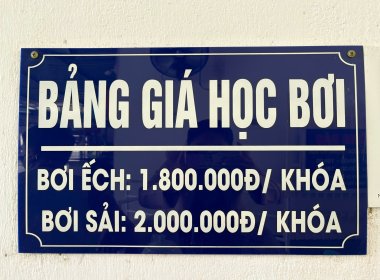 BẢNG GIÁ HỌC BƠI
BƠI ẾCH: 1.800.000Đ/ KHÓA
BƠI SẢI: 2.000.000Đ/ KHÓA